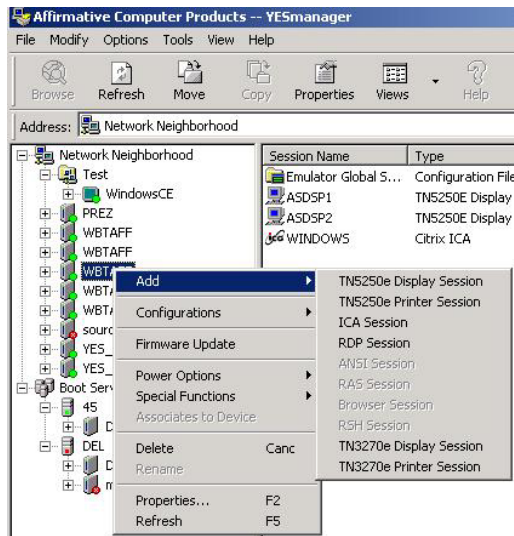 Affirmative Computer Products -- YESmanager
File Modify Options Tools View Help
Browse Refresh Move Copy Properties Views Help
Address: Network Neighborhood
Network Neighborhood
Test
WindowsCE
PREZ
WBTAFF
WBTAFF
WBTAFF
WBTA
WBTA
sourc
YES_
YES_
Boot Serv
45
D
DEL
D
m
Session Name Type
Emulator Global S... Configuration File
ASDSP1 TN5250E Display
ASDSP2 TN5250E Display
WINDOWS Citrix ICA
Add
Configurations
Firmware Update
Power Options
Special Functions
Associates to Device
Delete Canc
Rename
Properties... F2
Refresh F5
TN5250e Display Session
TN5250e Printer Session
ICA Session
RDP Session
ANSI Session
RAS Session
Browser Session
RSH Session
TN3270e Display Session
TN3270e Printer Session